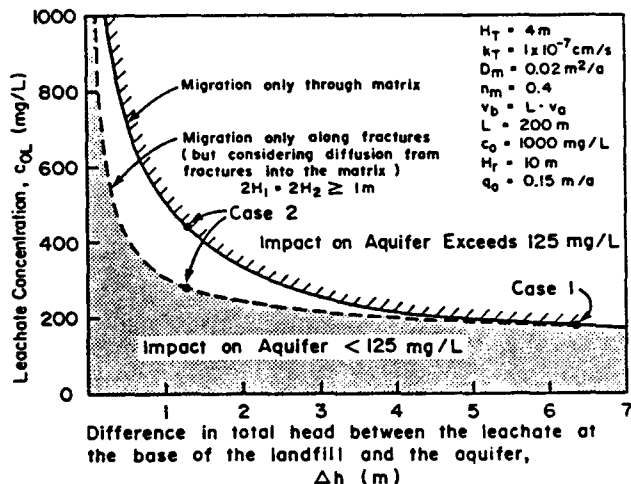 Leachate Concentration, c₀L (mg/L)
1000
800
600
400
200
0
1
2
3
4
5
6
7
H_T = 4 m
k_T = 1 x 10⁻⁷ cm/s
D_m = 0.02 m²/a
n_m = 0.4
v_b = L · v_a
L = 200 m
c_o = 1000 mg/L
H_r = 10 m
q_o = 0.15 m/a
Migration only through matrix
Migration only along fractures
(but considering diffusion from
fractures into the matrix)
2H₁ = 2H₂ ≥ 1m
Case 2
Impact on Aquifer Exceeds 125 mg/L
Case 1
Impact on Aquifer < 125 mg/L
Difference in total head between the leachate at
the base of the landfill and the aquifer,
Δh (m)